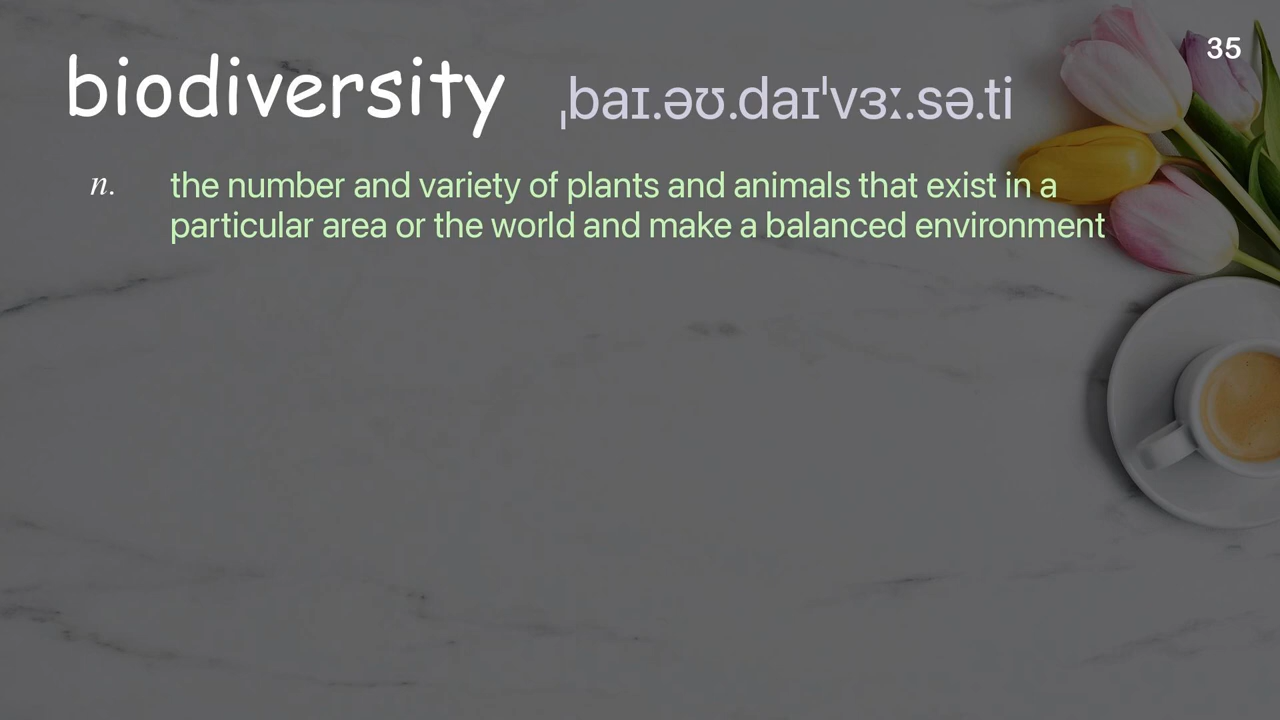 35
biodiversity ˌbaɪ.əʊ.daɪˈvɜː.sə.ti
n. the number and variety of plants and animals that exist in a
particular area or the world and make a balanced environment